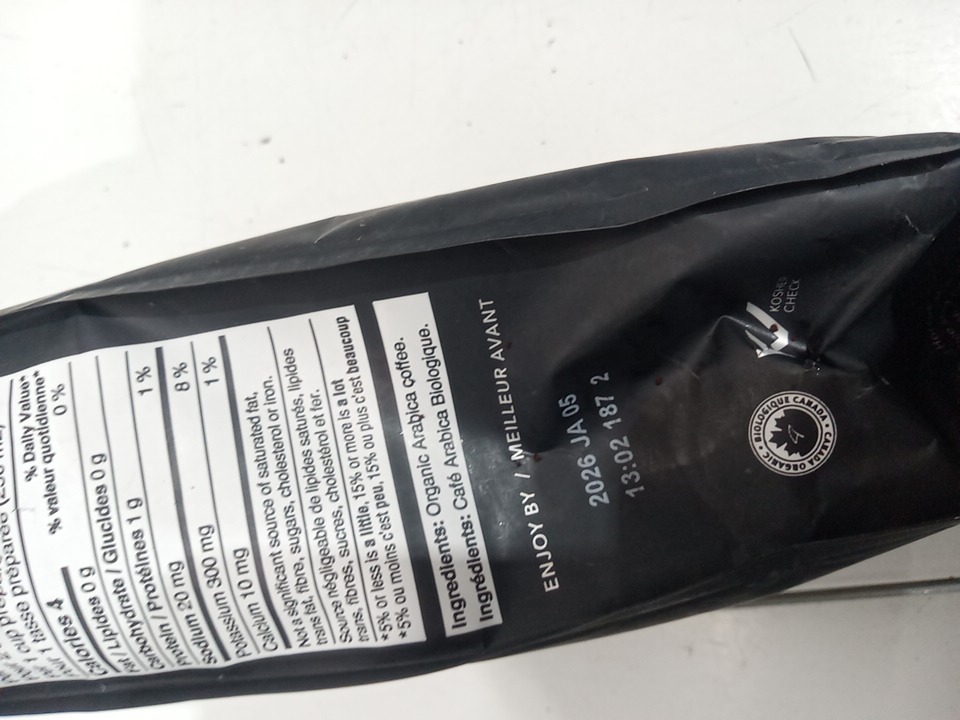 % Daily Value*
% valeur quotidienne*
Calories 4
Fat / Lipides 0 g 0 %
Carbohydrate / Glucides 0 g
Protein / Protéines 1 g
Sodium 20 mg 1 %
Potassium 300 mg 8 %
Calcium 10 mg 1 %
Not a significant source of saturated fat,
trans fat, fibre, sugars, cholesterol or iron.
Source négligeable de lipides saturés, lipides
trans, fibres, sucres, cholestérol et fer.
*5% or less is a little, 15% or more is a lot
*5% ou moins c'est peu, 15% ou plus c'est beaucoup
Ingredients: Organic Arabica coffee.
Ingrédients: Café Arabica Biologique.
ENJOY BY / MEILLEUR AVANT
2026 JA 05
13:02 187 2
BIOLOGIQUE CANADA • CANADA ORGANIC •
KOSHER
CHECK